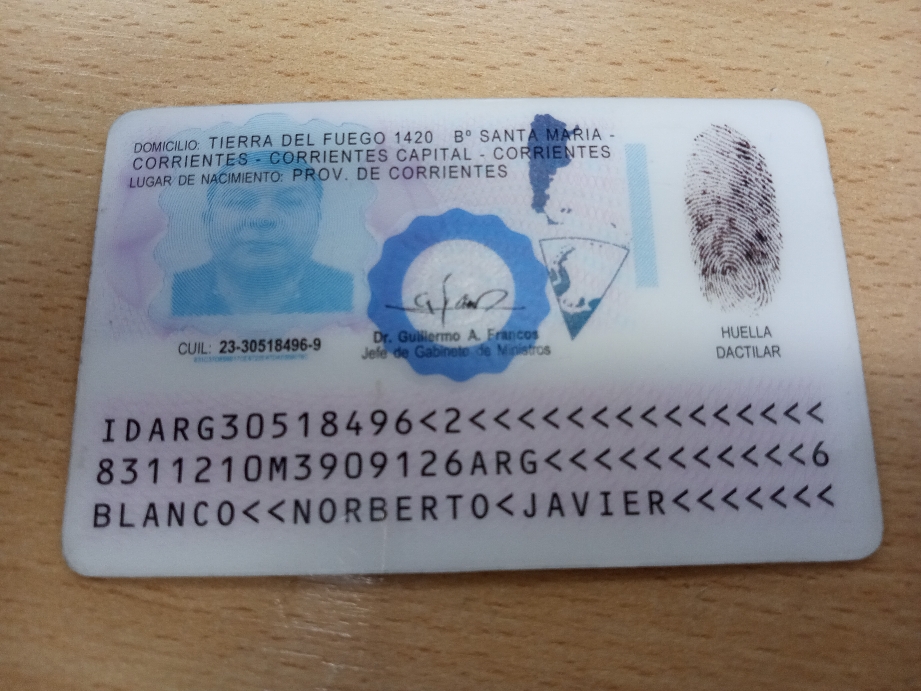 DOMICILIO: TIERRA DEL FUEGO 1420 Bº SANTA MARIA -
CORRIENTES - CORRIENTES CAPITAL - CORRIENTES
LUGAR DE NACIMIENTO: PROV. DE CORRIENTES
CUIL: 23-30518496-9
Dr. Guillermo A. Francos
Jefe de Gabinete de Ministros
HUELLA
DACTILAR
IDARG30518496<2<<<<<<<<<<<<<<<
8311210M3909126ARG<<<<<<<<<<<6
BLANCO<<NORBERTO<JAVIER<<<<<<<